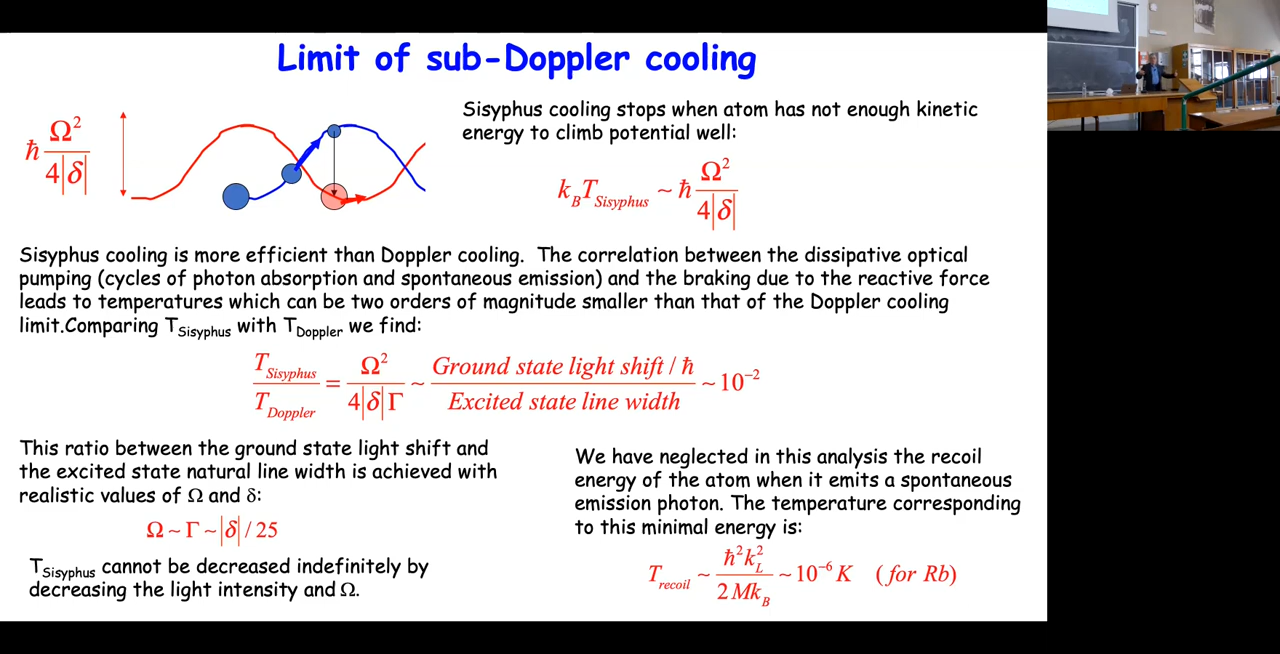 Limit of sub-Doppler cooling
ħ Ω²/4|δ|
Sisyphus cooling stops when atom has not enough kinetic
energy to climb potential well:
k_B T_Sisyphus ~ ħ Ω²/4|δ|
Sisyphus cooling is more efficient than Doppler cooling. The correlation between the dissipative optical
pumping (cycles of photon absorption and spontaneous emission) and the braking due to the reactive force
leads to temperatures which can be two orders of magnitude smaller than that of the Doppler cooling
limit.Comparing T_Sisyphus with T_Doppler we find:
T_Sisyphus/T_Doppler = Ω²/4|δ|Γ ~ Ground state light shift / ħ/Excited state line width ~ 10⁻²
This ratio between the ground state light shift and
the excited state natural line width is achieved with
realistic values of Ω and δ:
Ω ~ Γ ~ |δ| / 25
T_Sisyphus cannot be decreased indefinitely by
decreasing the light intensity and Ω.
We have neglected in this analysis the recoil
energy of the atom when it emits a spontaneous
emission photon. The temperature corresponding
to this minimal energy is:
T_recoil ~ ħ²k_L²/2Mk_B ~ 10⁻⁶ K (for Rb)